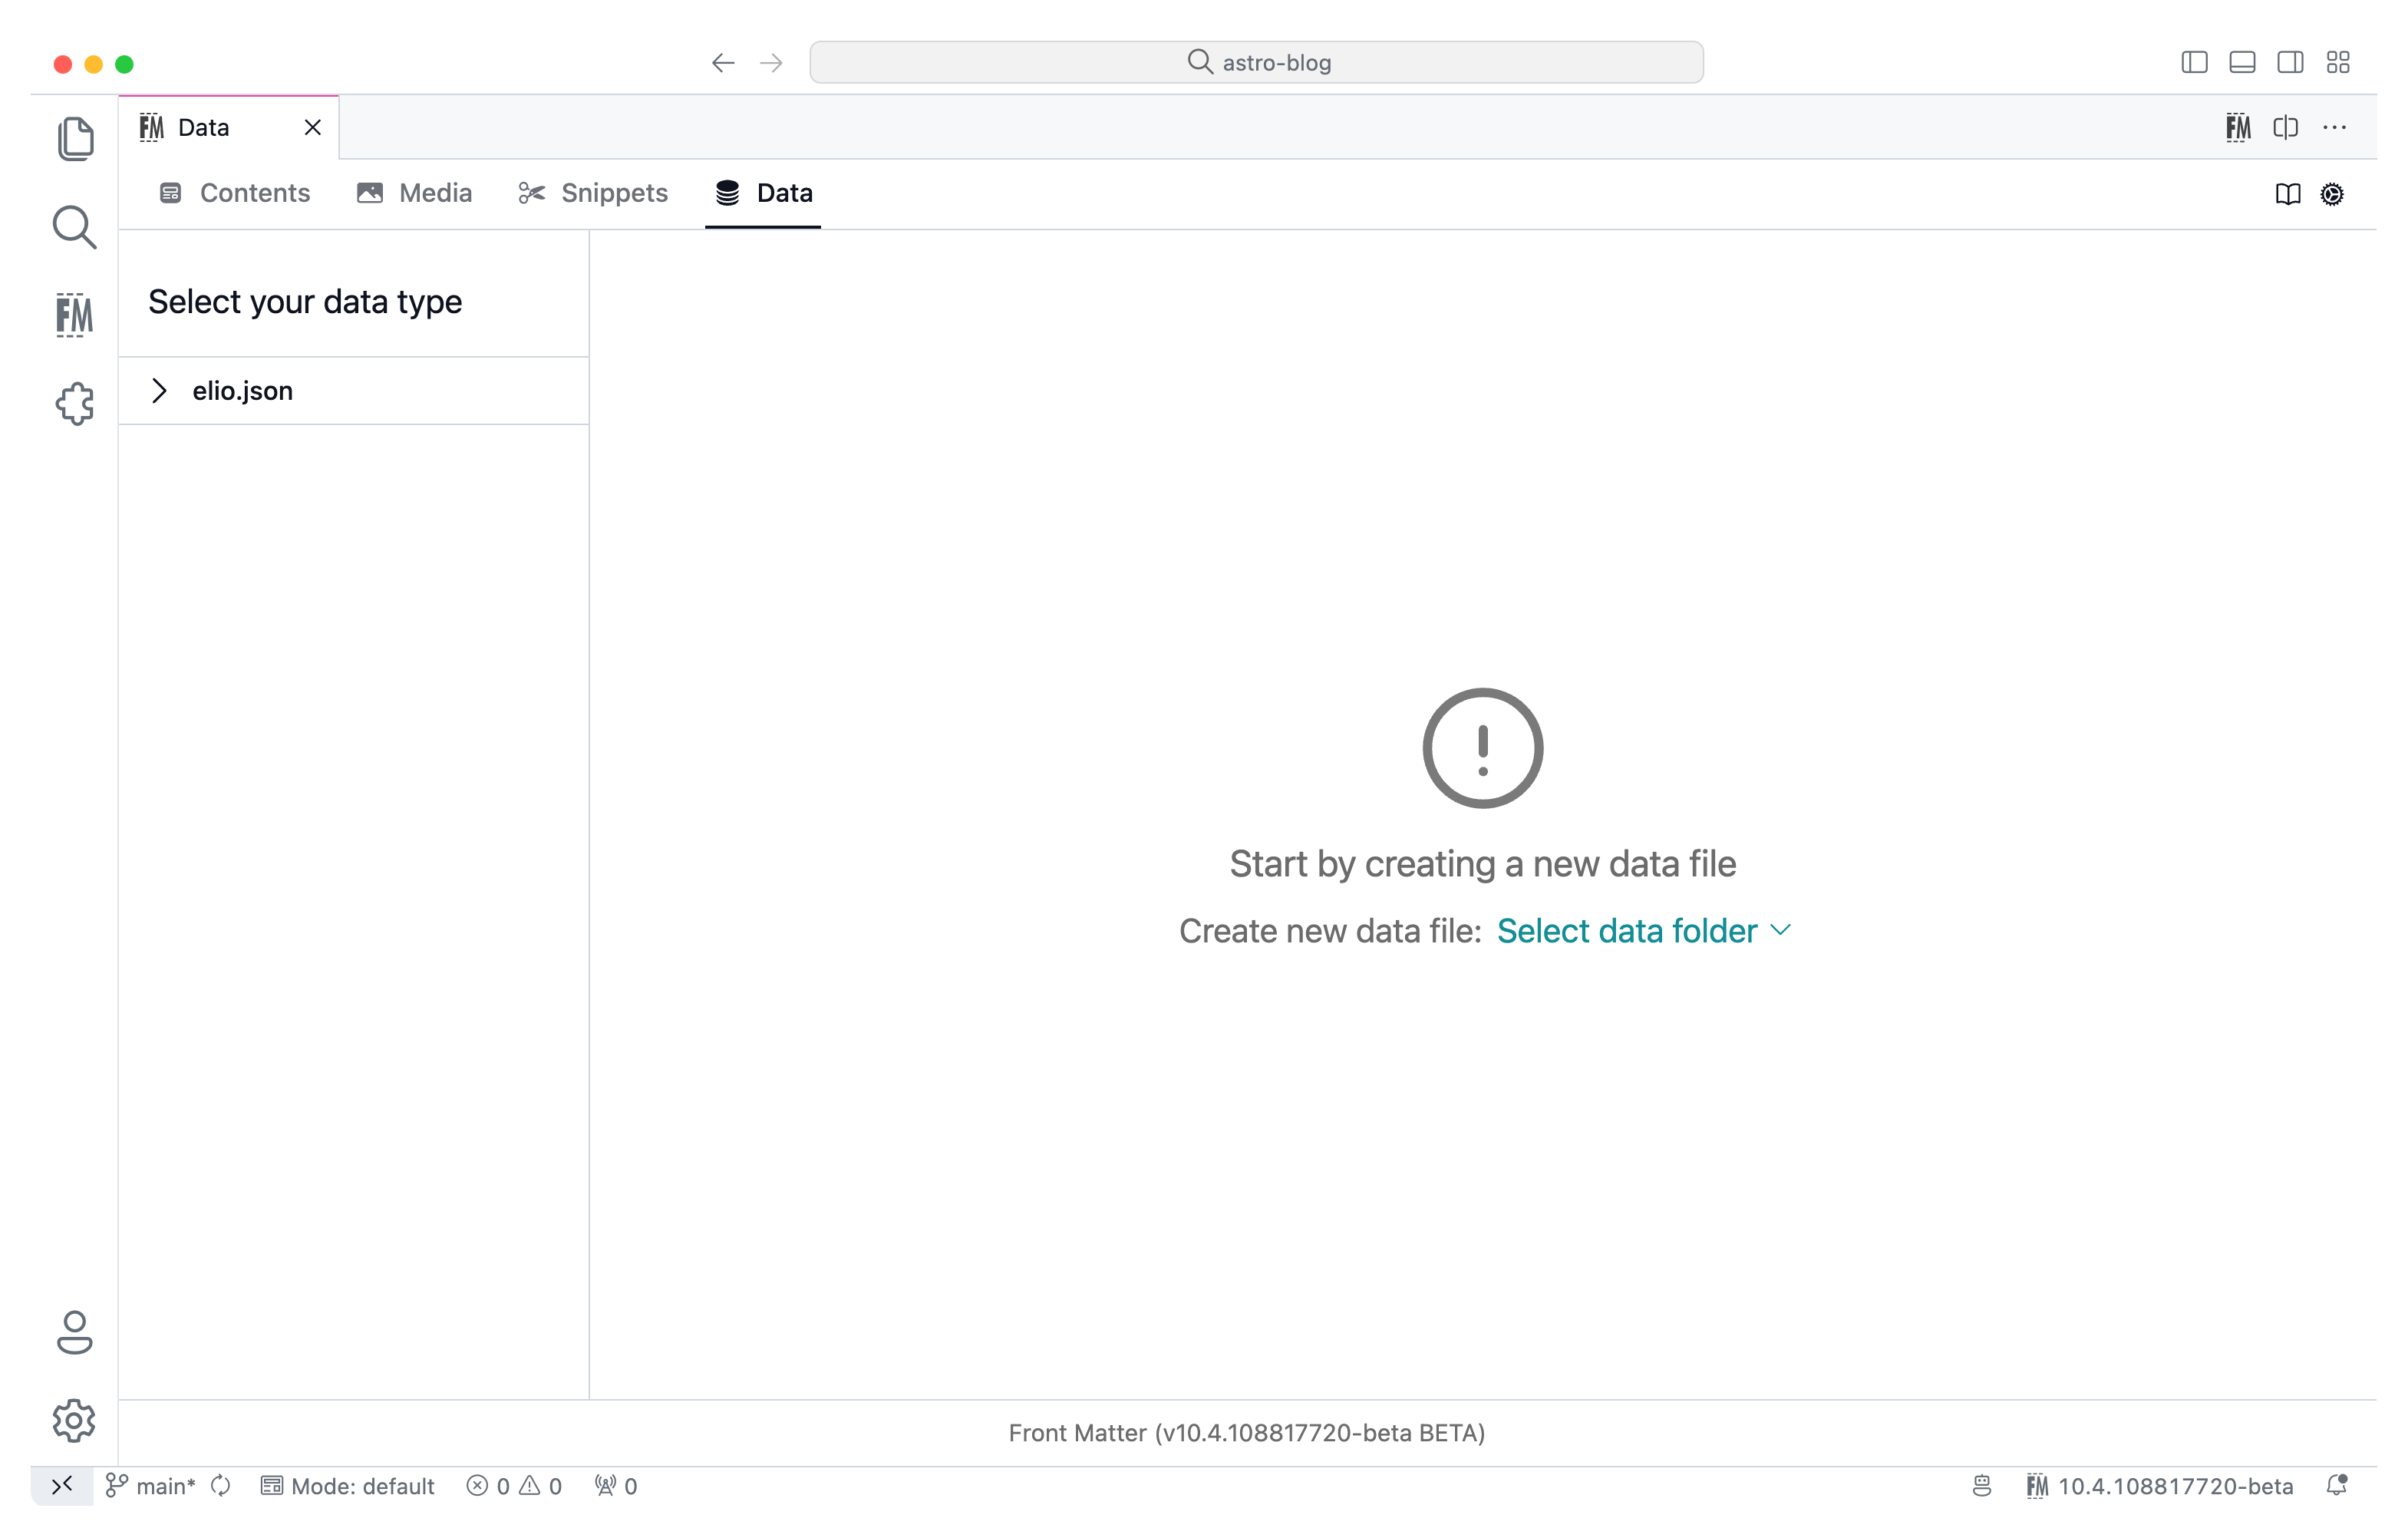 astro-blog
FM Data
FM
Contents Media Snippets Data
Select your data type
FM
elio.json
Start by creating a new data file
Create new data file: Select data folder
Front Matter (v10.4.108817720-beta BETA)
main* Mode: default 0 0 0 FM 10.4.108817720-beta